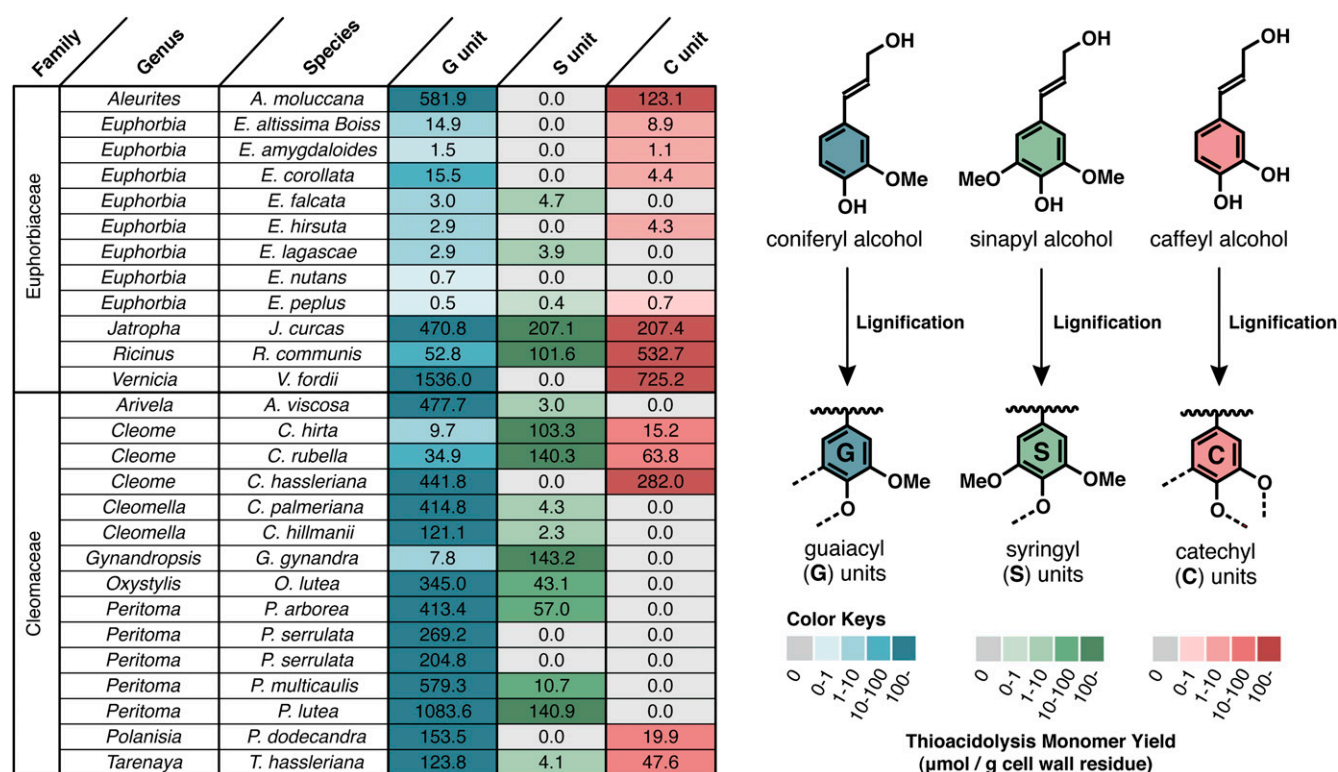 Family Genus Species G unit S unit C unit
Euphorbiaceae
Aleurites A. moluccana 581.9 0.0 123.1
Euphorbia E. altissima Boiss 14.9 0.0 8.9
Euphorbia E. amygdaloides 1.5 0.0 1.1
Euphorbia E. corollata 15.5 0.0 4.4
Euphorbia E. falcata 3.0 4.7 0.0
Euphorbia E. hirsuta 2.9 0.0 4.3
Euphorbia E. lagascae 2.9 3.9 0.0
Euphorbia E. nutans 0.7 0.0 0.0
Euphorbia E. peplus 0.5 0.4 0.7
Jatropha J. curcas 470.8 207.1 207.4
Ricinus R. communis 52.8 101.6 532.7
Vernicia V. fordii 1536.0 0.0 725.2
Cleomaceae
Arivela A. viscosa 477.7 3.0 0.0
Cleome C. hirta 9.7 103.3 15.2
Cleome C. rubella 34.9 140.3 63.8
Cleome C. hassleriana 441.8 0.0 282.0
Cleomella C. palmeriana 414.8 4.3 0.0
Cleomella C. hillmanii 121.1 2.3 0.0
Gynandropsis G. gynandra 7.8 143.2 0.0
Oxystylis O. lutea 345.0 43.1 0.0
Peritoma P. arborea 413.4 57.0 0.0
Peritoma P. serrulata 269.2 0.0 0.0
Peritoma P. serrulata 204.8 0.0 0.0
Peritoma P. multicaulis 579.3 10.7 0.0
Peritoma P. lutea 1083.6 140.9 0.0
Polanisia P. dodecandra 153.5 0.0 19.9
Tarenaya T. hassleriana 123.8 4.1 47.6
OH OH OH
OMe MeO OMe OH
OH OH OH
coniferyl alcohol sinapyl alcohol caffeyl alcohol
Lignification Lignification Lignification
G S C
OMe MeO OMe O
O O O
guaiacyl syringyl catechyl
(G) units (S) units (C) units
Color Keys
0 0-1 1-10 10-100 100- 0 0-1 1-10 10-100 100- 0 0-1 1-10 10-100 100-
Thioacidolysis Monomer Yield
(µmol / g cell wall residue)